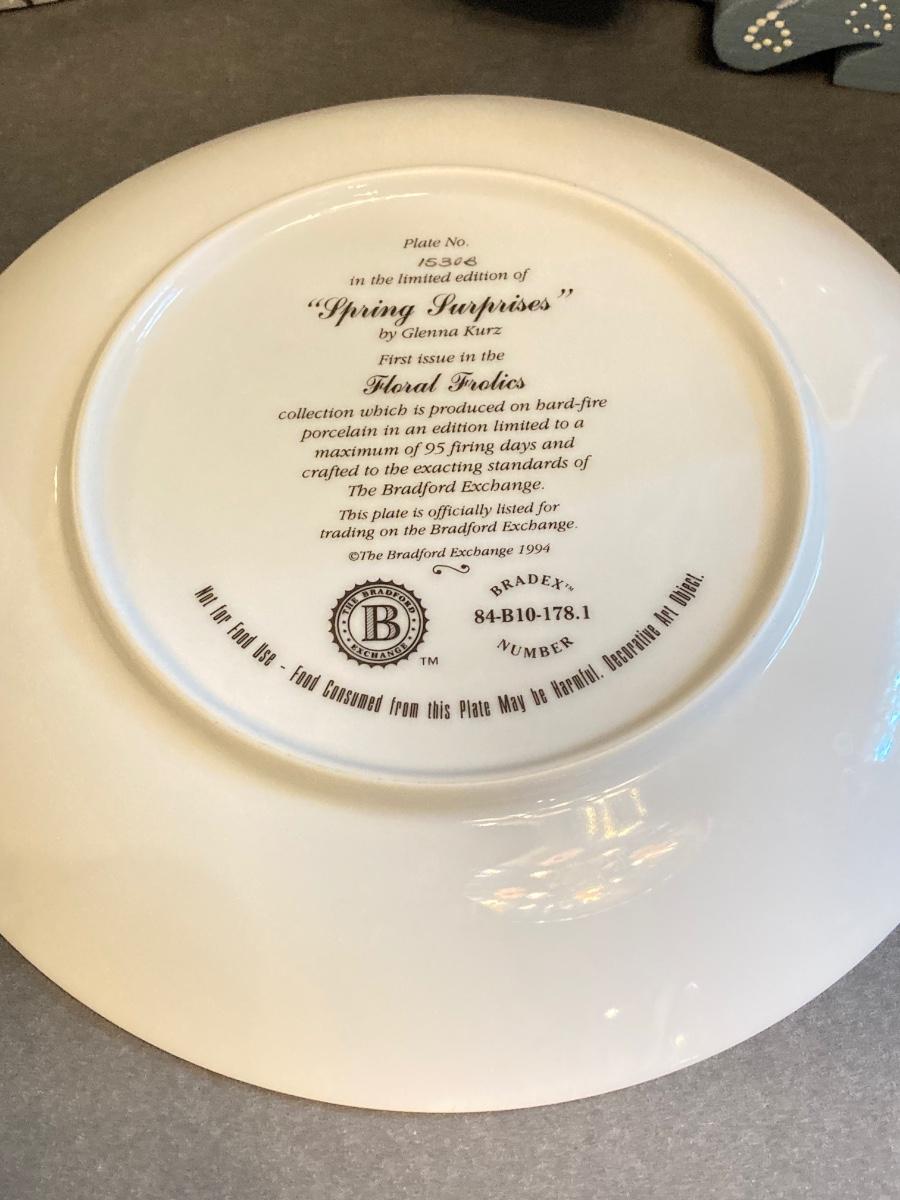 Plate No.
15308
in the limited edition of
“Spring Surprises”
by Glenna Kurz
First issue in the
Floral Frolics
collection which is produced on hard-fire
porcelain in an edition limited to a
maximum of 95 firing days and
crafted to the exacting standards of
The Bradford Exchange.
This plate is officially listed for
trading on the Bradford Exchange.
©The Bradford Exchange 1994
THE BRADFORD
B
EXCHANGE
TM
BRADEX™
84-B10-178.1
NUMBER
Not for Food Use - Food Consumed from this Plate May be Harmful. Decorative Art Object.